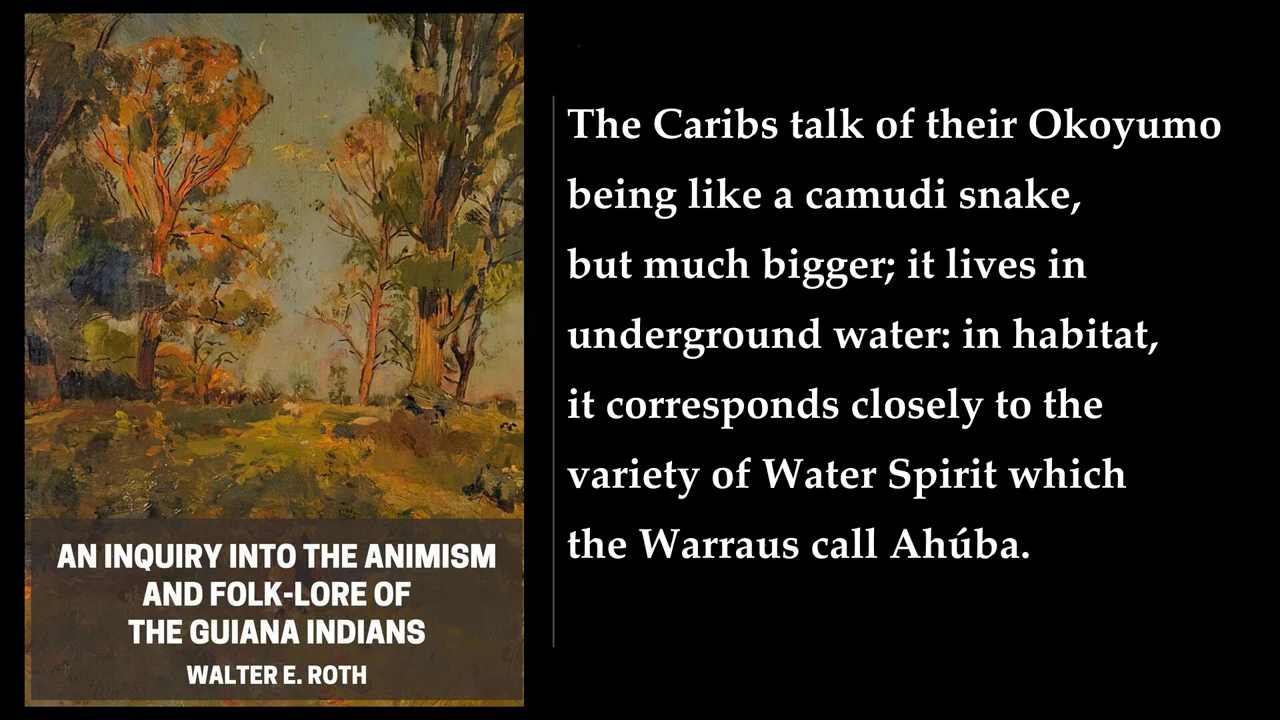 AN INQUIRY INTO THE ANIMISM
AND FOLK-LORE OF
THE GUIANA INDIANS
WALTER E. ROTH
The Caribs talk of their Okoyumo
being like a camudi snake,
but much bigger; it lives in
underground water: in habitat,
it corresponds closely to the
variety of Water Spirit which
the Warraus call Ahúba.